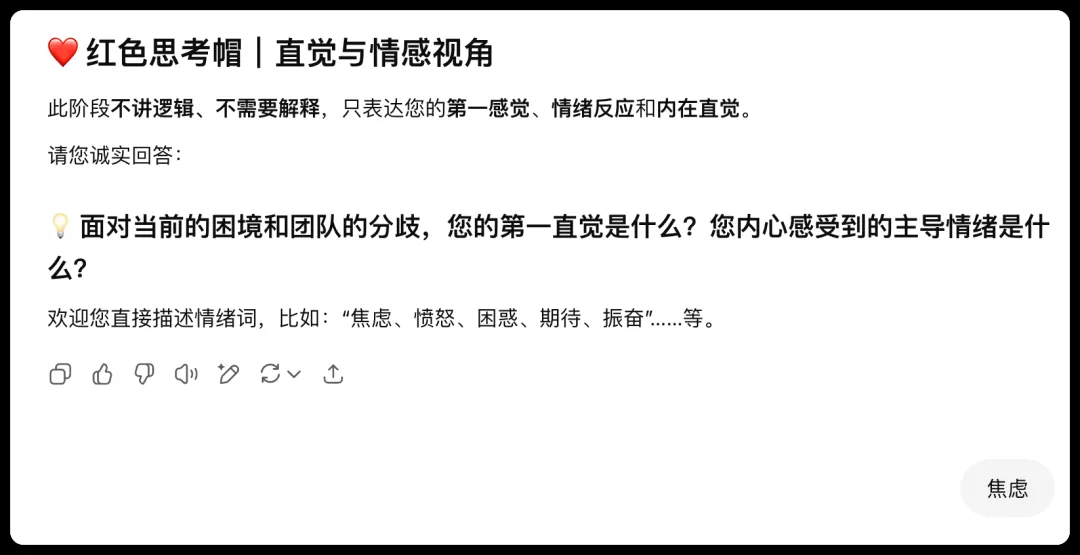 ❤️ 红色思考帽｜直觉与情感视角
此阶段不讲逻辑、不需要解释，只表达您的第一感觉、情绪反应和内在直觉。
请您诚实回答：
💡 面对当前的困境和团队的分歧，您的第一直觉是什么？您内心感受到的主导情绪是什
么？
欢迎您直接描述情绪词，比如：“焦虑、愤怒、困惑、期待、振奋”……等。
焦虑